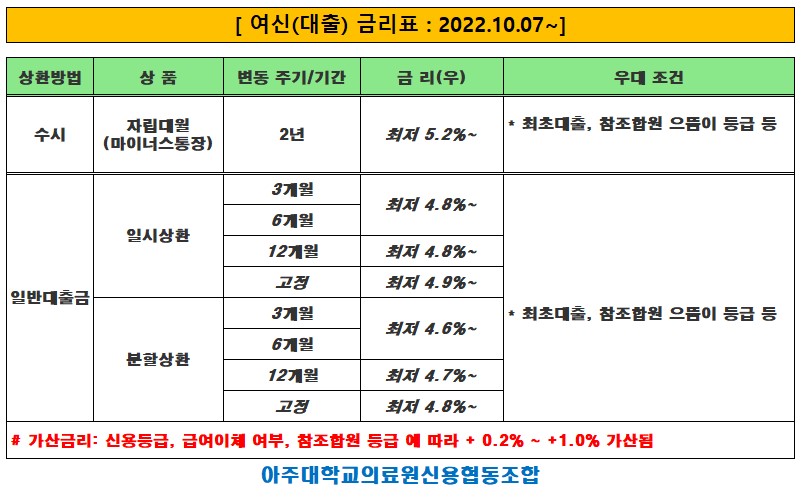 [ 여신(대출) 금리표 : 2022.10.07~]
상환방법 상 품 변동 주기/기간 금 리(우) 우대 조건
수시 자립대월 (마이너스통장) 2년 최저 5.2%~ * 최초대출, 참조합원 으뜸이 등급 등
일반대출금 일시상환 3개월 최저 4.8%~ * 최초대출, 참조합원 으뜸이 등급 등
6개월
12개월 최저 4.8%~
고정 최저 4.9%~
분할상환 3개월 최저 4.6%~
6개월
12개월 최저 4.7%~
고정 최저 4.8%~
# 가산금리: 신용등급, 급여이체 여부, 참조합원 등급 에 따라 + 0.2% ~ +1.0% 가산됨
아주대학교의료원신용협동조합